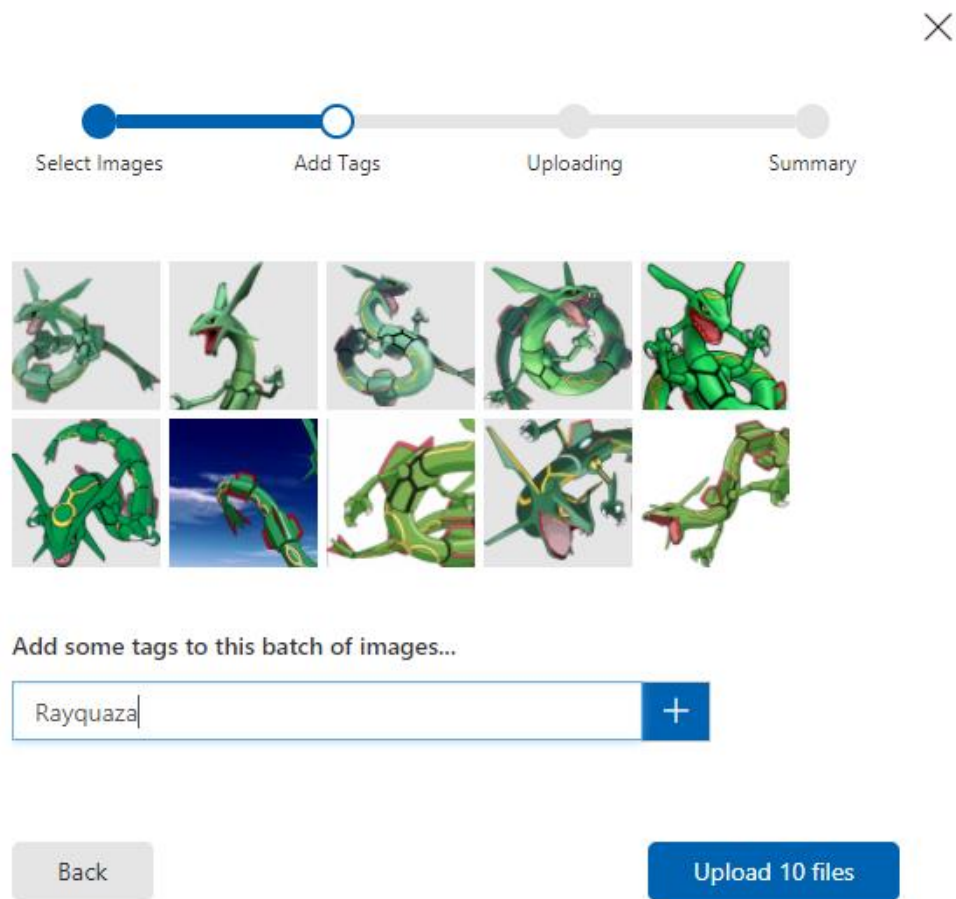 Select Images
Add Tags
Uploading
Summary
Add some tags to this batch of images...
Rayquaza
Back
Upload 10 files